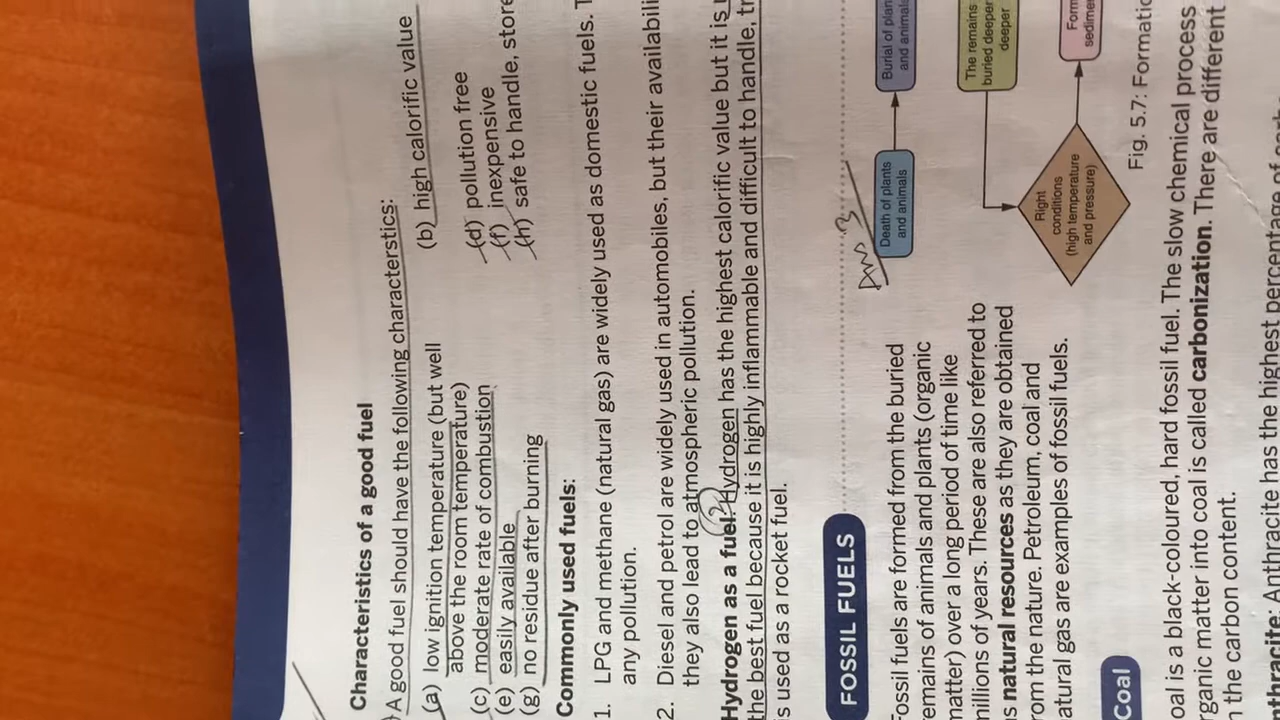 Characteristics of a good fuel
A good fuel should have the following characterstics:
(a) low ignition temperature (but well
above the room temperature)
(b) high calorific value
(c) moderate rate of combustion
(d) pollution free
(e) easily available
(f) inexpensive
(g) no residue after burning
(h) safe to handle, store
Commonly used fuels:
1. LPG and methane (natural gas) are widely used as domestic fuels.
any pollution.
2. Diesel and petrol are widely used in automobiles, but their
they also lead to atmospheric pollution.
Hydrogen as a fuel: Hydrogen has the highest calorific value but it is
the best fuel because it is highly inflammable and difficult to handle,
is used as a rocket fuel.
2
FOSSIL FUELS
Ans 3
Fossil fuels are formed from the buried
remains of animals and plants (organic
matter) over a long period of time like
millions of years. These are also referred to
as natural resources as they are obtained
from the nature. Petroleum, coal and
natural gas are examples of fossil fuels.
Death of plants
and animals
Burial of
and
The remains
buried deeper
deeper
Right
conditions
(high temperature
and pressure)
Fig. 5.7:
Coal
is a black-coloured, hard fossil fuel. The slow chemical process
matter into coal is called carbonization. There are different
the carbon content.
Anthracite has the highest percentage of